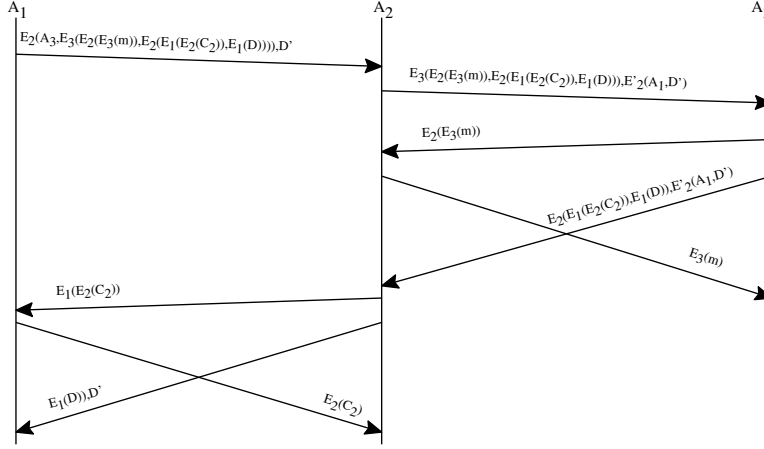 A1
A2
A
E2(A3,E3(E2(E3(m)),E2(E1(E2(C2)),E1(D)))),D’
E3(E2(E3(m)),E2(E1(E2(C2)),E1(D))),E’2(A1,D’)
E2(E3(m))
E2(E1(E2(C2)),E1(D)),E’2(A1,D’)
E3(m)
E1(E2(C2))
E1(D)),D’
E2(C2)